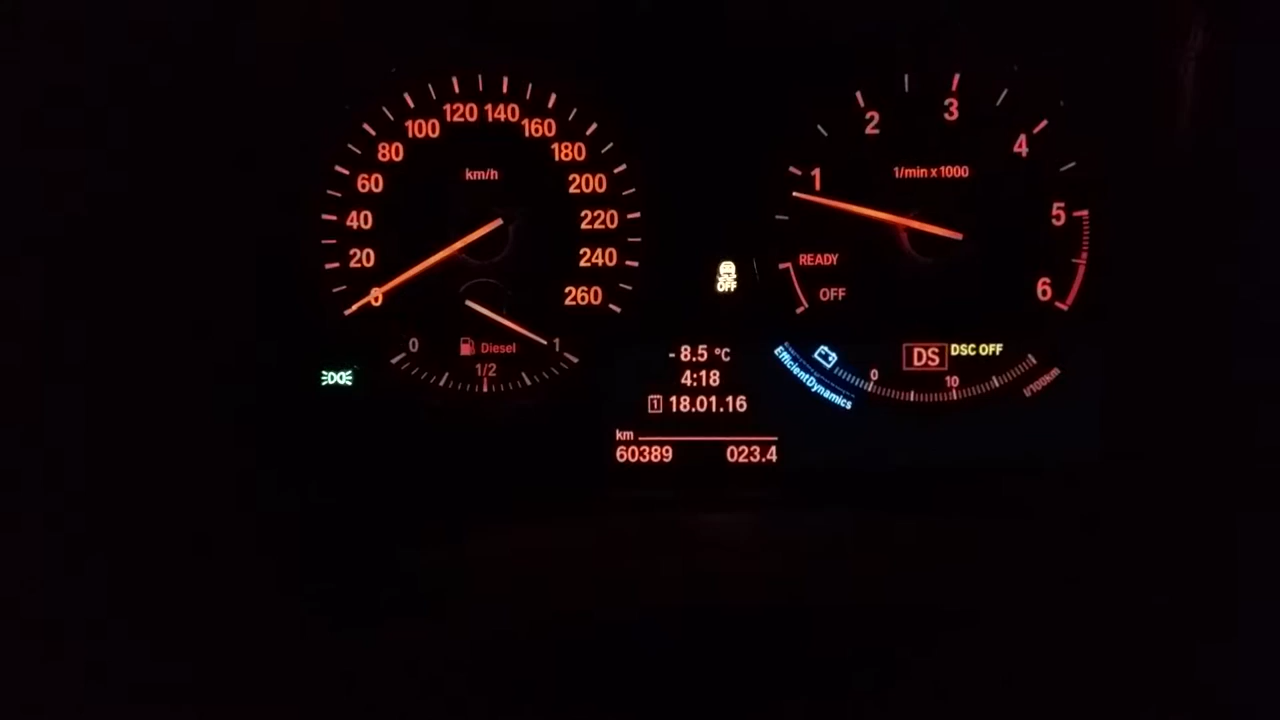 0
20
40
60
80
100
120
140
160
180
200
220
240
260
km/h
0
1/2
1
Diesel
OFF
- 8.5 °C
4:18
1 18.01.16
km
60389 023.4
1
2
3
4
5
6
1/min x 1000
READY
OFF
DS DSC OFF
0
10
l/100km
EfficientDynamics